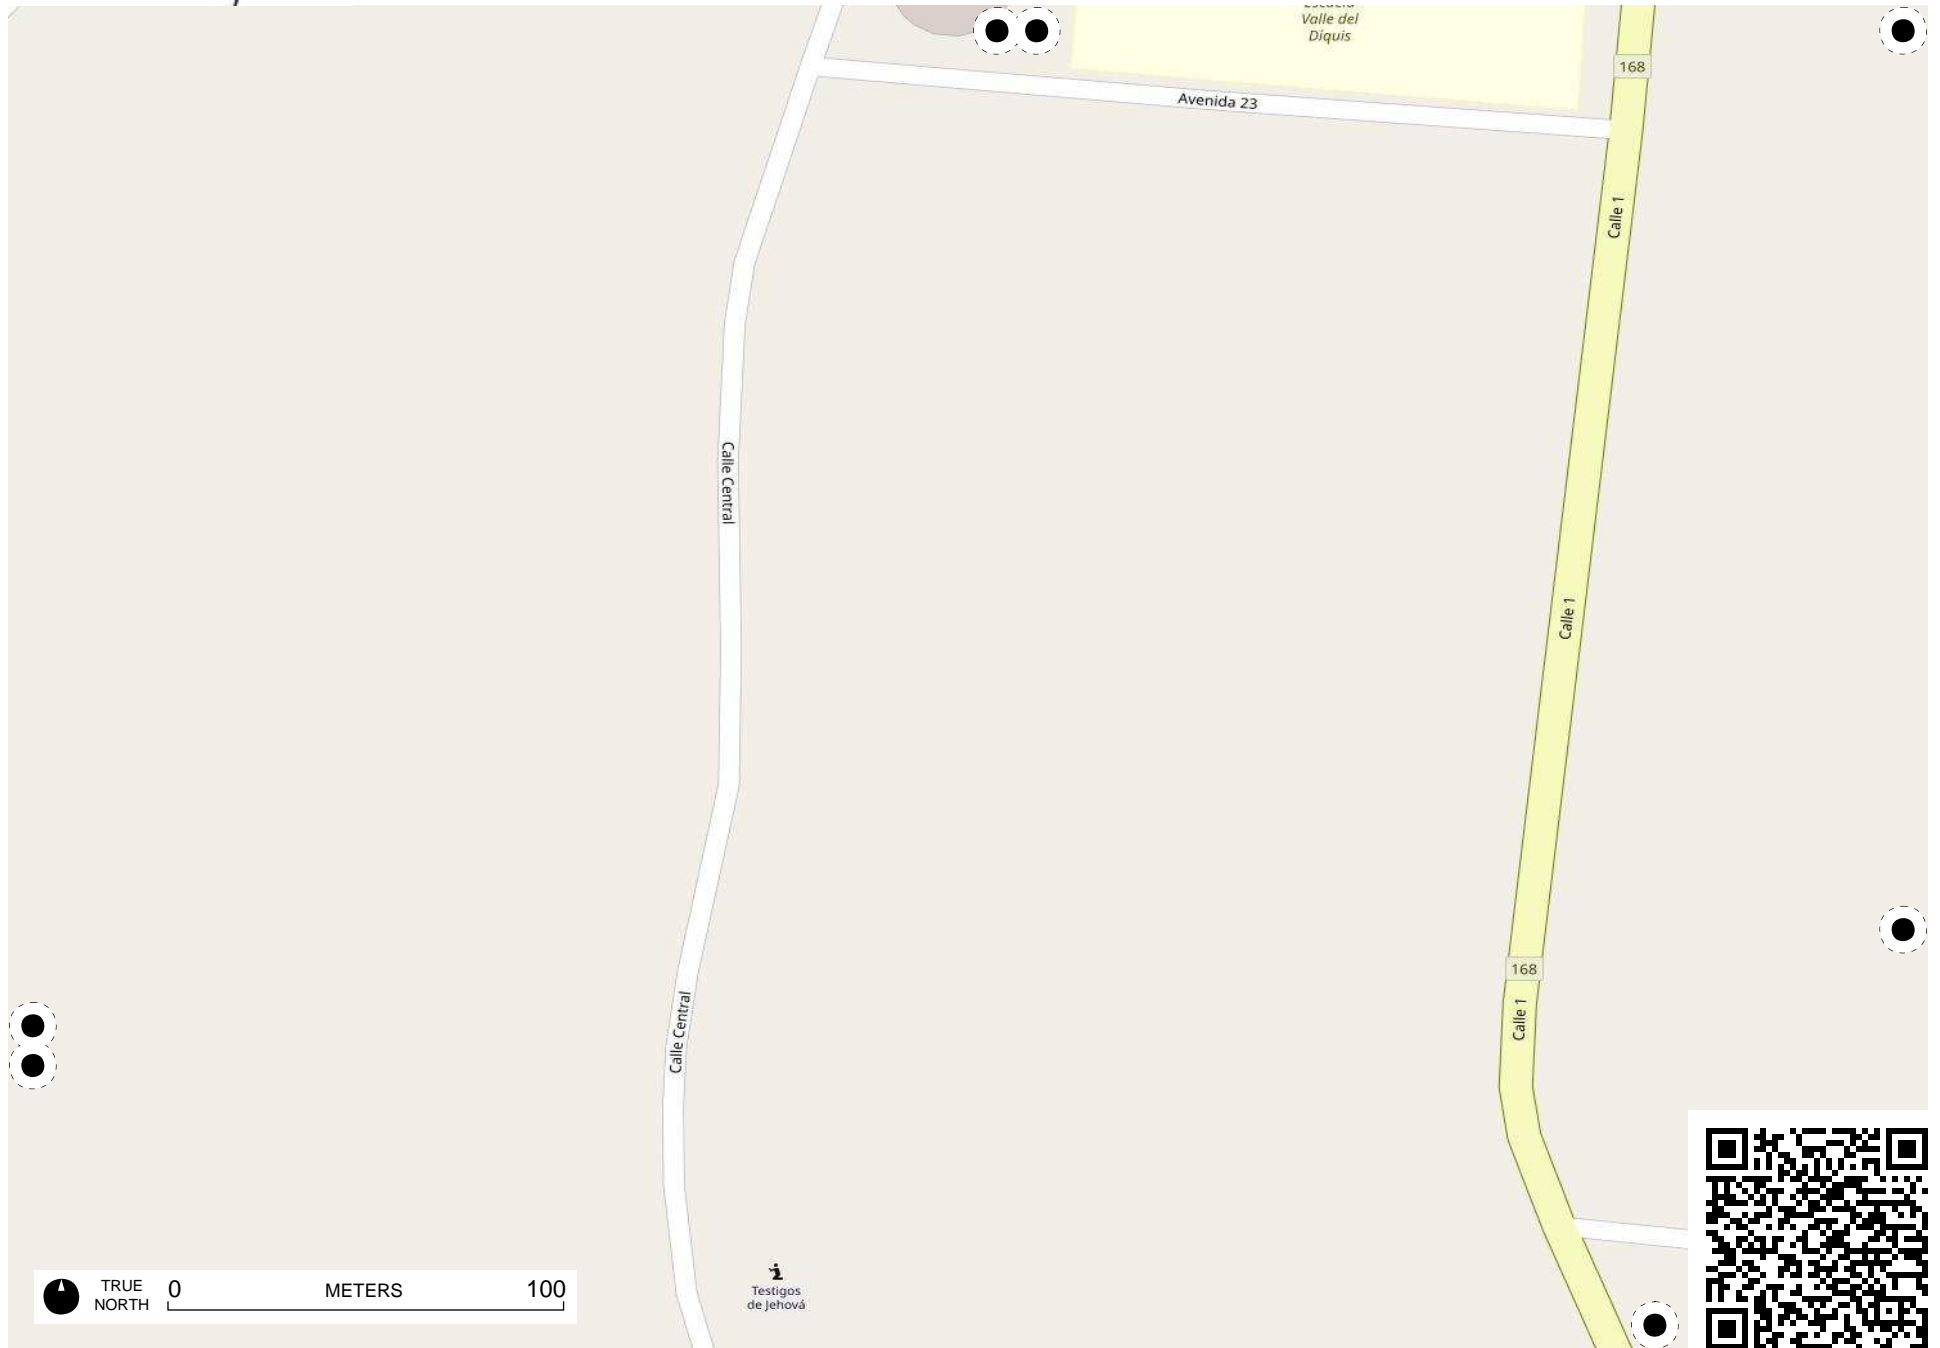 Valle del
Díquis
168
Avenida 23
Calle 1
Calle Central
Calle 1
168
Calle Central
Calle 1
TRUE
NORTH
0
METERS
100
Testigos
de Jehová